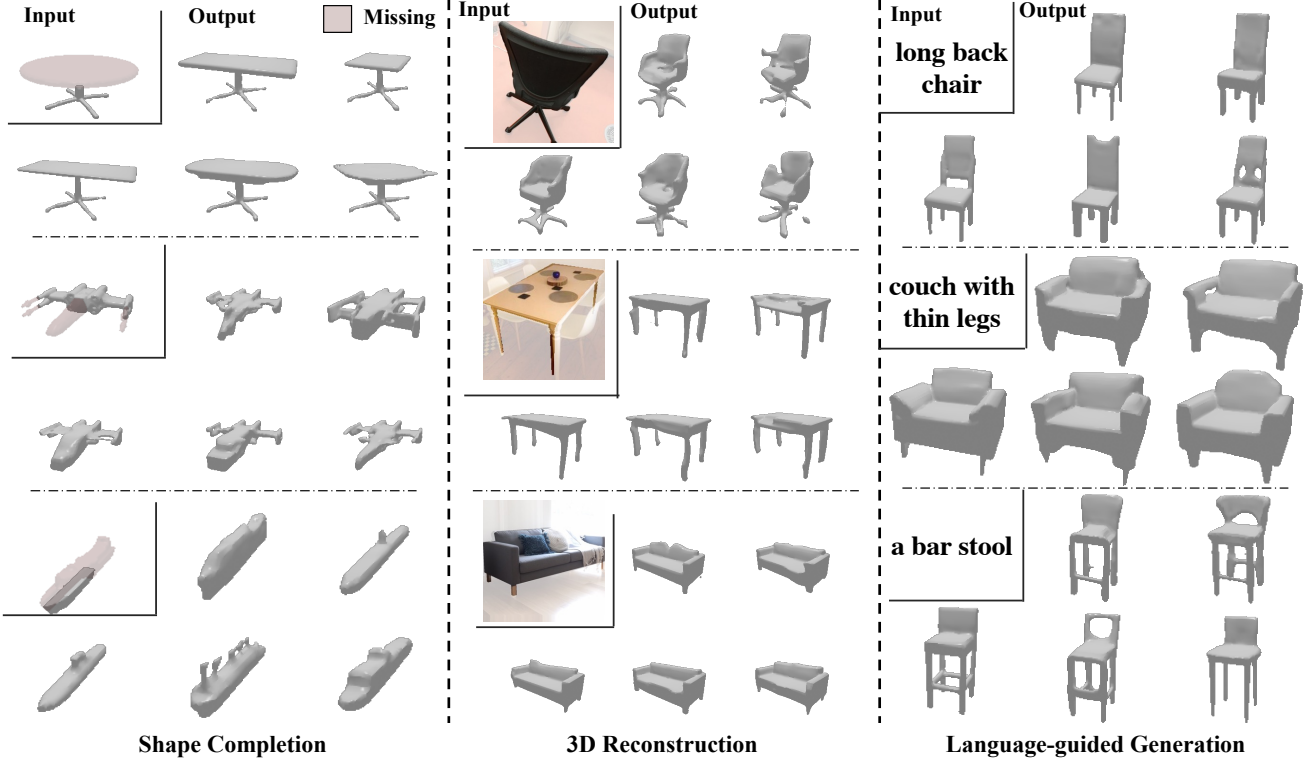 Input
Output
Missing
Input
Output
Input
Output
long back
chair
couch with
thin legs
a bar stool
Shape Completion
3D Reconstruction
Language-guided Generation